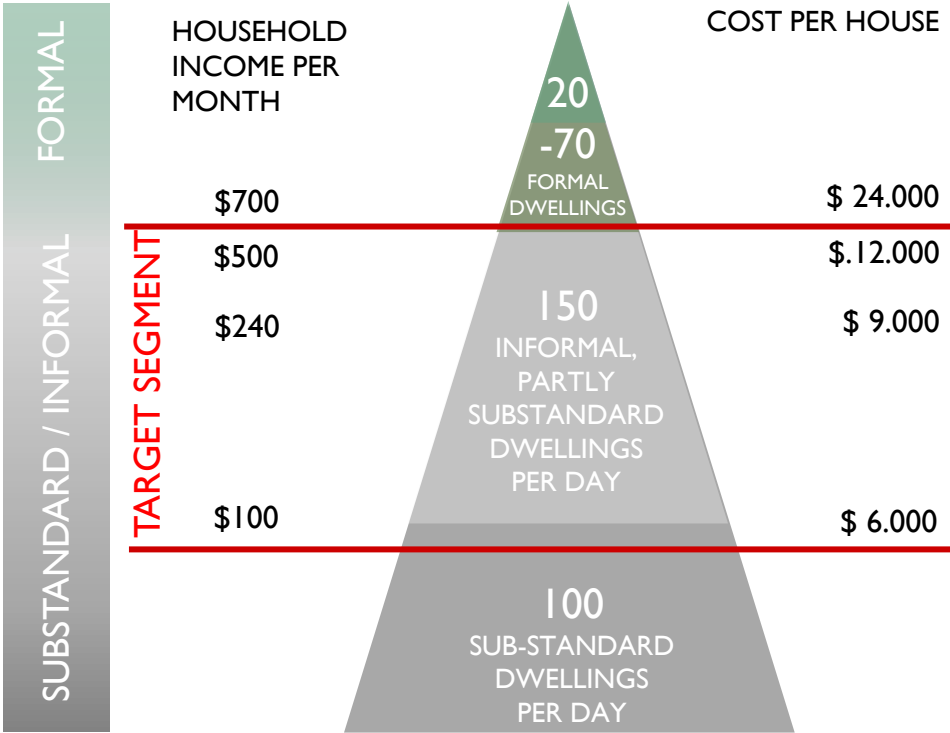 FORMAL
SUBSTANDARD / INFORMAL
TARGET SEGMENT
HOUSEHOLD
INCOME PER
MONTH
COST PER HOUSE
20
-70
FORMAL
DWELLINGS
$700
$ 24.000
$500
$.12.000
$240
$ 9.000
150
INFORMAL,
PARTLY
SUBSTANDARD
DWELLINGS
PER DAY
$100
$ 6.000
100
SUB-STANDARD
DWELLINGS
PER DAY